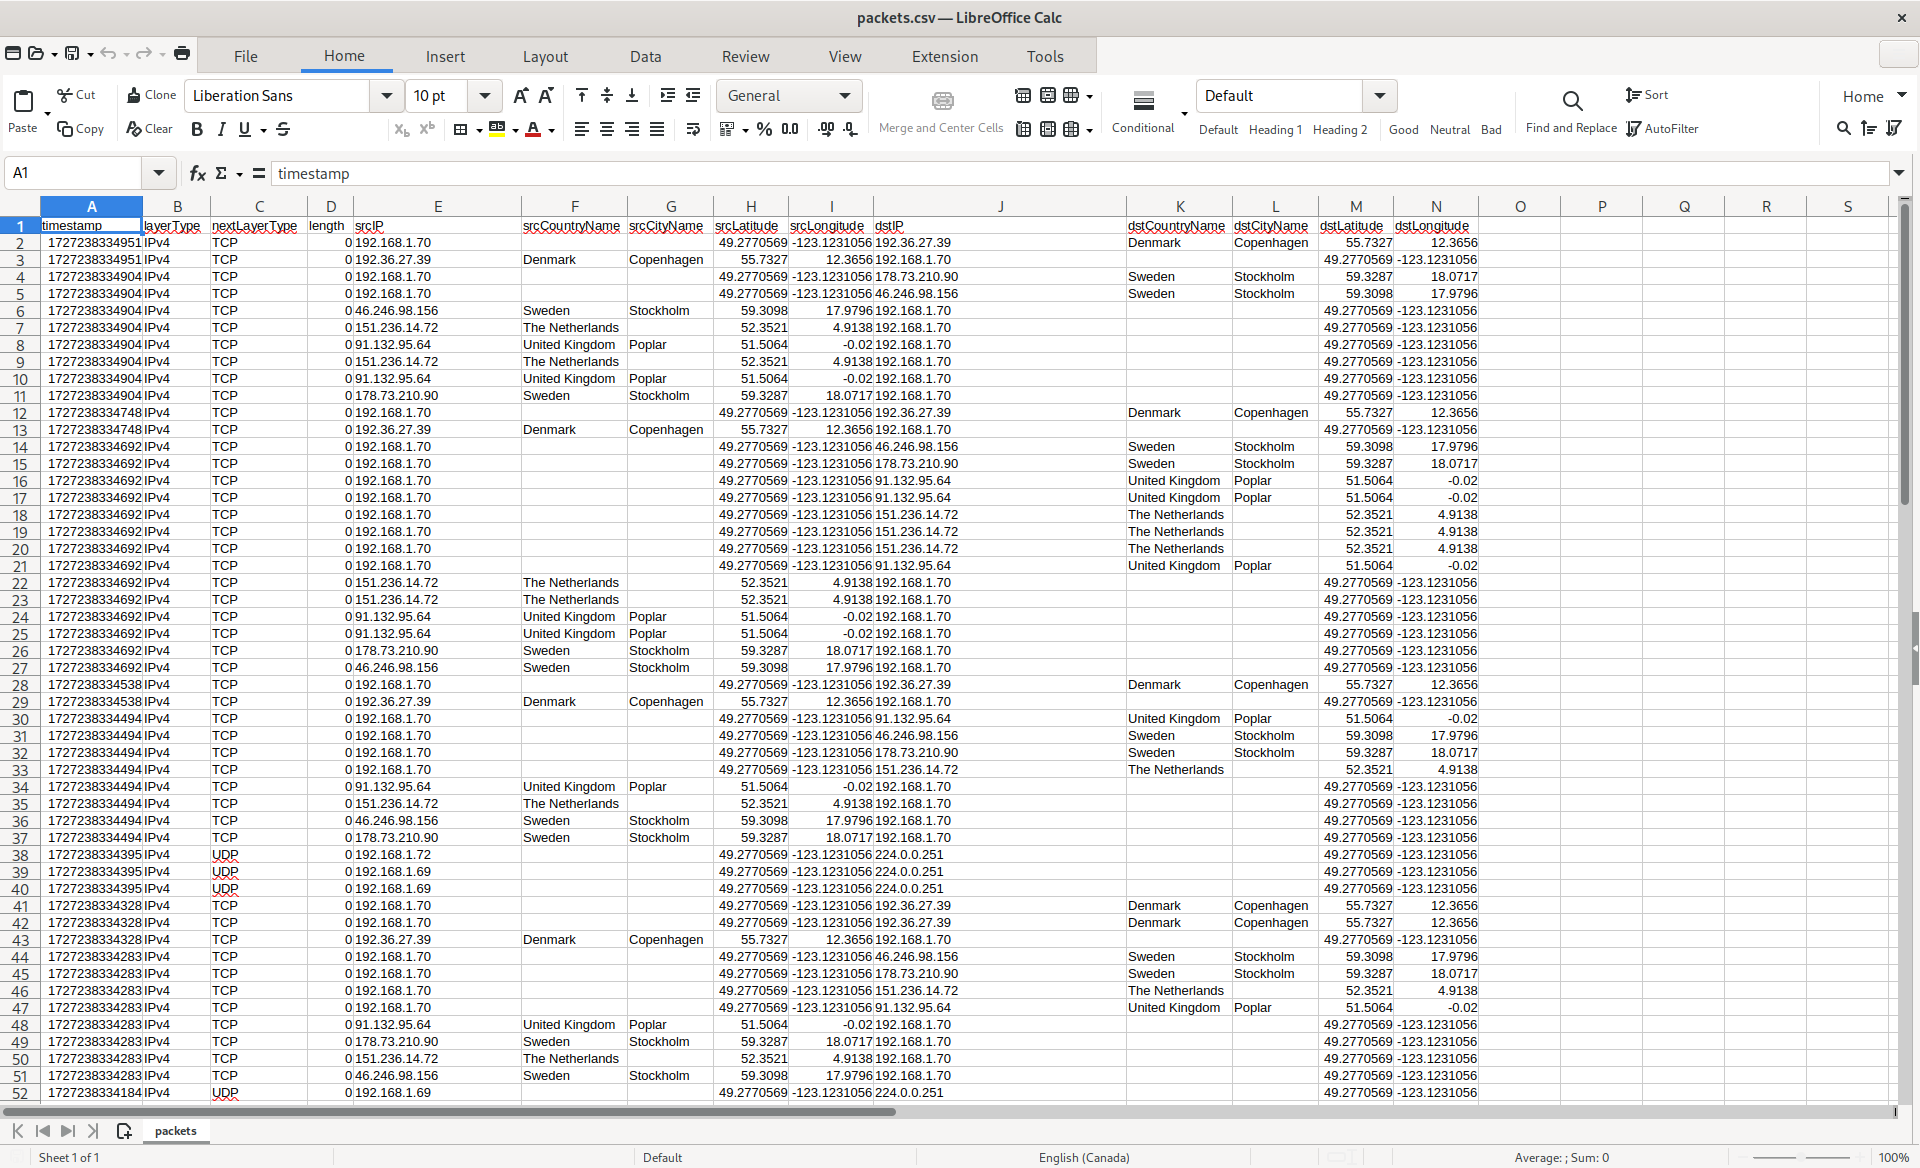 packets.csv — LibreOffice Calc
File Home Insert Layout Data Review View Extension Tools
Cut Clone Liberation Sans 10 pt General Default Sort Home
Paste Copy Clear Merge and Center Cells Conditional Default Heading 1 Heading 2 Good Neutral Bad Find and Replace AutoFilter
A1 timestamp
A B C D E F G H I J K L M N O P Q R S
1 timestamp layerType nextLayerType length srcIP srcCountryName srcCityName srcLatitude srcLongitude dstIP dstCountryName dstCityName dstLatitude dstLongitude
2 1727238334951 IPv4 TCP 0 192.168.1.70 49.2770569 -123.1231056 192.36.27.39 Denmark Copenhagen 55.7327 12.3656
3 1727238334951 IPv4 TCP 0 192.36.27.39 Denmark Copenhagen 55.7327 12.3656 192.168.1.70 49.2770569 -123.1231056
4 1727238334904 IPv4 TCP 0 192.168.1.70 49.2770569 -123.1231056 178.73.210.90 Sweden Stockholm 59.3287 18.0717
5 1727238334904 IPv4 TCP 0 192.168.1.70 49.2770569 -123.1231056 46.246.98.156 Sweden Stockholm 59.3098 17.9796
6 1727238334904 IPv4 TCP 0 46.246.98.156 Sweden Stockholm 59.3098 17.9796 192.168.1.70 49.2770569 -123.1231056
7 1727238334904 IPv4 TCP 0 151.236.14.72 The Netherlands 52.3521 4.9138 192.168.1.70 49.2770569 -123.1231056
8 1727238334904 IPv4 TCP 0 91.132.95.64 United Kingdom Poplar 51.5064 -0.02 192.168.1.70 49.2770569 -123.1231056
9 1727238334904 IPv4 TCP 0 151.236.14.72 The Netherlands 52.3521 4.9138 192.168.1.70 49.2770569 -123.1231056
10 1727238334904 IPv4 TCP 0 91.132.95.64 United Kingdom Poplar 51.5064 -0.02 192.168.1.70 49.2770569 -123.1231056
11 1727238334904 IPv4 TCP 0 178.73.210.90 Sweden Stockholm 59.3287 18.0717 192.168.1.70 49.2770569 -123.1231056
12 1727238334748 IPv4 TCP 0 192.168.1.70 49.2770569 -123.1231056 192.36.27.39 Denmark Copenhagen 55.7327 12.3656
13 1727238334748 IPv4 TCP 0 192.36.27.39 Denmark Copenhagen 55.7327 12.3656 192.168.1.70 49.2770569 -123.1231056
14 1727238334692 IPv4 TCP 0 192.168.1.70 49.2770569 -123.1231056 46.246.98.156 Sweden Stockholm 59.3098 17.9796
15 1727238334692 IPv4 TCP 0 192.168.1.70 49.2770569 -123.1231056 178.73.210.90 Sweden Stockholm 59.3287 18.0717
16 1727238334692 IPv4 TCP 0 192.168.1.70 49.2770569 -123.1231056 91.132.95.64 United Kingdom Poplar 51.5064 -0.02
17 1727238334692 IPv4 TCP 0 192.168.1.70 49.2770569 -123.1231056 91.132.95.64 United Kingdom Poplar 51.5064 -0.02
18 1727238334692 IPv4 TCP 0 192.168.1.70 49.2770569 -123.1231056 151.236.14.72 The Netherlands 52.3521 4.9138
19 1727238334692 IPv4 TCP 0 192.168.1.70 49.2770569 -123.1231056 151.236.14.72 The Netherlands 52.3521 4.9138
20 1727238334692 IPv4 TCP 0 192.168.1.70 49.2770569 -123.1231056 151.236.14.72 The Netherlands 52.3521 4.9138
21 1727238334692 IPv4 TCP 0 192.168.1.70 49.2770569 -123.1231056 91.132.95.64 United Kingdom Poplar 51.5064 -0.02
22 1727238334692 IPv4 TCP 0 151.236.14.72 The Netherlands 52.3521 4.9138 192.168.1.70 49.2770569 -123.1231056
23 1727238334692 IPv4 TCP 0 151.236.14.72 The Netherlands 52.3521 4.9138 192.168.1.70 49.2770569 -123.1231056
24 1727238334692 IPv4 TCP 0 91.132.95.64 United Kingdom Poplar 51.5064 -0.02 192.168.1.70 49.2770569 -123.1231056
25 1727238334692 IPv4 TCP 0 91.132.95.64 United Kingdom Poplar 51.5064 -0.02 192.168.1.70 49.2770569 -123.1231056
26 1727238334692 IPv4 TCP 0 178.73.210.90 Sweden Stockholm 59.3287 18.0717 192.168.1.70 49.2770569 -123.1231056
27 1727238334692 IPv4 TCP 0 46.246.98.156 Sweden Stockholm 59.3098 17.9796 192.168.1.70 49.2770569 -123.1231056
28 1727238334538 IPv4 TCP 0 192.168.1.70 49.2770569 -123.1231056 192.36.27.39 Denmark Copenhagen 55.7327 12.3656
29 1727238334538 IPv4 TCP 0 192.36.27.39 Denmark Copenhagen 55.7327 12.3656 192.168.1.70 49.2770569 -123.1231056
30 1727238334494 IPv4 TCP 0 192.168.1.70 49.2770569 -123.1231056 91.132.95.64 United Kingdom Poplar 51.5064 -0.02
31 1727238334494 IPv4 TCP 0 192.168.1.70 49.2770569 -123.1231056 46.246.98.156 Sweden Stockholm 59.3098 17.9796
32 1727238334494 IPv4 TCP 0 192.168.1.70 49.2770569 -123.1231056 178.73.210.90 Sweden Stockholm 59.3287 18.0717
33 1727238334494 IPv4 TCP 0 192.168.1.70 49.2770569 -123.1231056 151.236.14.72 The Netherlands 52.3521 4.9138
34 1727238334494 IPv4 TCP 0 91.132.95.64 United Kingdom Poplar 51.5064 -0.02 192.168.1.70 49.2770569 -123.1231056
35 1727238334494 IPv4 TCP 0 151.236.14.72 The Netherlands 52.3521 4.9138 192.168.1.70 49.2770569 -123.1231056
36 1727238334494 IPv4 TCP 0 46.246.98.156 Sweden Stockholm 59.3098 17.9796 192.168.1.70 49.2770569 -123.1231056
37 1727238334494 IPv4 TCP 0 178.73.210.90 Sweden Stockholm 59.3287 18.0717 192.168.1.70 49.2770569 -123.1231056
38 1727238334395 IPv4 UDP 0 192.168.1.72 49.2770569 -123.1231056 224.0.0.251 49.2770569 -123.1231056
39 1727238334395 IPv4 UDP 0 192.168.1.69 49.2770569 -123.1231056 224.0.0.251 49.2770569 -123.1231056
40 1727238334395 IPv4 UDP 0 192.168.1.69 49.2770569 -123.1231056 224.0.0.251 49.2770569 -123.1231056
41 1727238334328 IPv4 TCP 0 192.168.1.70 49.2770569 -123.1231056 192.36.27.39 Denmark Copenhagen 55.7327 12.3656
42 1727238334328 IPv4 TCP 0 192.168.1.70 49.2770569 -123.1231056 192.36.27.39 Denmark Copenhagen 55.7327 12.3656
43 1727238334328 IPv4 TCP 0 192.36.27.39 Denmark Copenhagen 55.7327 12.3656 192.168.1.70 49.2770569 -123.1231056
44 1727238334283 IPv4 TCP 0 192.168.1.70 49.2770569 -123.1231056 46.246.98.156 Sweden Stockholm 59.3098 17.9796
45 1727238334283 IPv4 TCP 0 192.168.1.70 49.2770569 -123.1231056 178.73.210.90 Sweden Stockholm 59.3287 18.0717
46 1727238334283 IPv4 TCP 0 192.168.1.70 49.2770569 -123.1231056 151.236.14.72 The Netherlands 52.3521 4.9138
47 1727238334283 IPv4 TCP 0 192.168.1.70 49.2770569 -123.1231056 91.132.95.64 United Kingdom Poplar 51.5064 -0.02
48 1727238334283 IPv4 TCP 0 91.132.95.64 United Kingdom Poplar 51.5064 -0.02 192.168.1.70 49.2770569 -123.1231056
49 1727238334283 IPv4 TCP 0 178.73.210.90 Sweden Stockholm 59.3287 18.0717 192.168.1.70 49.2770569 -123.1231056
50 1727238334283 IPv4 TCP 0 151.236.14.72 The Netherlands 52.3521 4.9138 192.168.1.70 49.2770569 -123.1231056
51 1727238334283 IPv4 TCP 0 46.246.98.156 Sweden Stockholm 59.3098 17.9796 192.168.1.70 49.2770569 -123.1231056
52 1727238334184 IPv4 UDP 0 192.168.1.69 49.2770569 -123.1231056 224.0.0.251 49.2770569 -123.1231056
packets
Sheet 1 of 1 Default English (Canada) Average: ; Sum: 0 100%